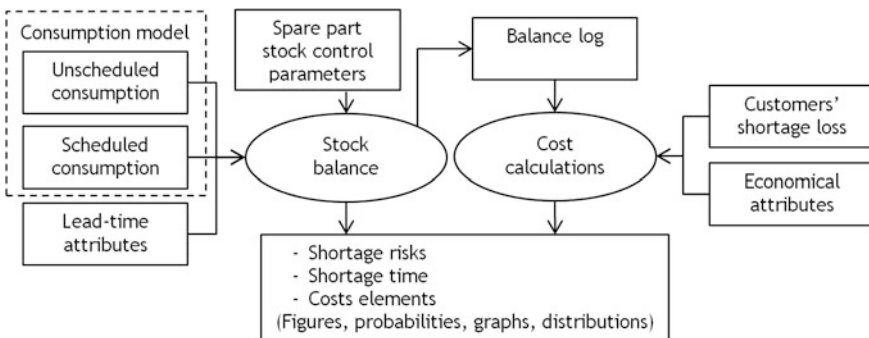 Consumption model
Unscheduled
consumption
Scheduled
consumption
Lead-time
attributes
Spare part
stock control
parameters
Stock
balance
Balance log
Cost
calculations
Customers’
shortage loss
Economical
attributes
- Shortage risks
- Shortage time
- Costs elements
(Figures, probabilities, graphs, distributions)